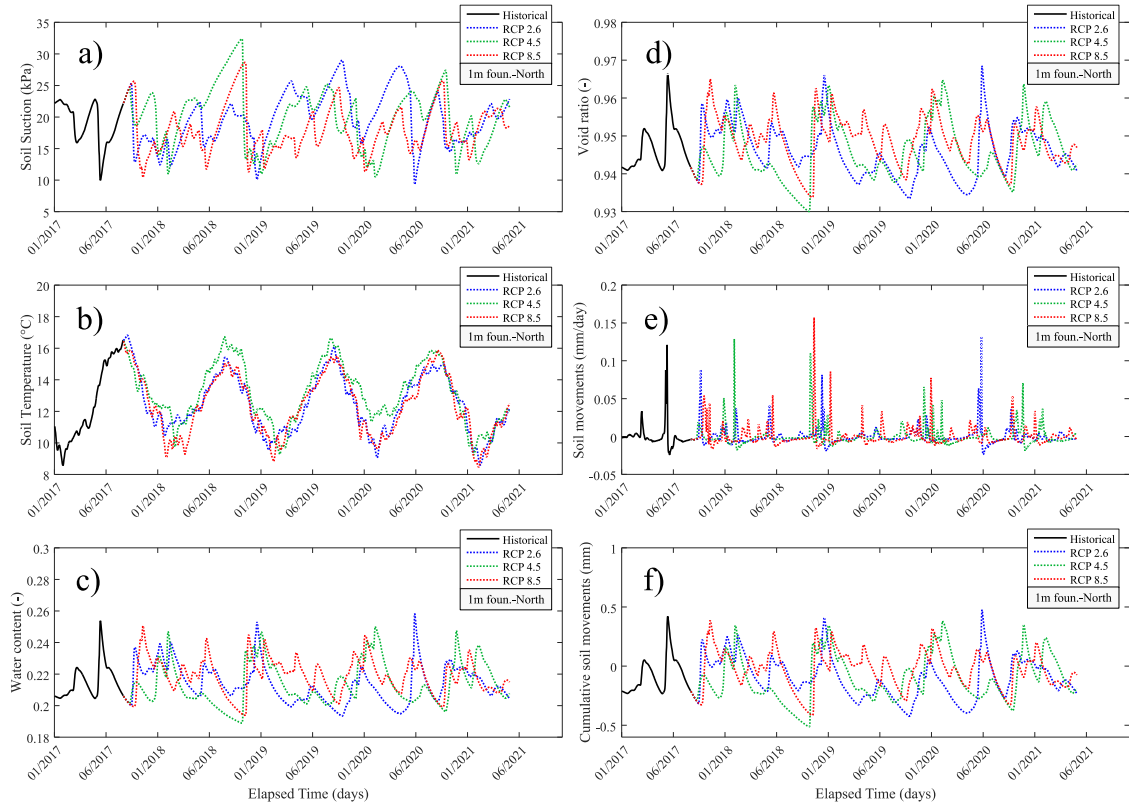 a)
Soil Suction (kPa)
35
30
25
20
15
10
5
Historical
RCP 2.6
RCP 4.5
RCP 8.5
1m foun.-North
01/2017
06/2017
01/2018
06/2018
01/2019
06/2019
01/2020
06/2020
01/2021
06/2021
d)
Void ratio (-)
0.98
0.97
0.96
0.95
0.94
0.93
Historical
RCP 2.6
RCP 4.5
RCP 8.5
1m foun.-North
01/2017
06/2017
01/2018
06/2018
01/2019
06/2019
01/2020
06/2020
01/2021
06/2021
b)
Soil Temperature (°C)
20
18
16
14
12
10
8
Historical
RCP 2.6
RCP 4.5
RCP 8.5
1m foun.-North
01/2017
06/2017
01/2018
06/2018
01/2019
06/2019
01/2020
06/2020
01/2021
06/2021
e)
Soil movements (mm/day)
0.2
0.15
0.1
0.05
0
-0.05
Historical
RCP 2.6
RCP 4.5
RCP 8.5
1m foun.-North
01/2017
06/2017
01/2018
06/2018
01/2019
06/2019
01/2020
06/2020
01/2021
06/2021
c)
Water content (-)
0.3
0.28
0.26
0.24
0.22
0.2
0.18
Historical
RCP 2.6
RCP 4.5
RCP 8.5
1m foun.-North
01/2017
06/2017
01/2018
06/2018
01/2019
06/2019
01/2020
06/2020
01/2021
06/2021
Elapsed Time (days)
f)
Cumulative soil movements (mm)
1
0.5
0
-0.5
Historical
RCP 2.6
RCP 4.5
RCP 8.5
1m foun.-North
01/2017
06/2017
01/2018
06/2018
01/2019
06/2019
01/2020
06/2020
01/2021
06/2021
Elapsed Time (days)